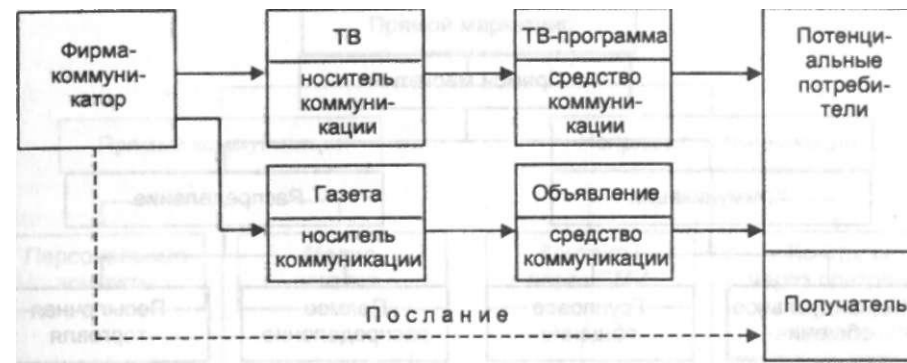 Фирма-
коммуни-
катор
ТВ
носитель
коммуни-
кации
ТВ-программа
средство
коммуни-
кации
Потенци-
альные
потреби-
тели
Газета
носитель
коммуникации
Объявление
средство
коммуникации
Послание
Получатель